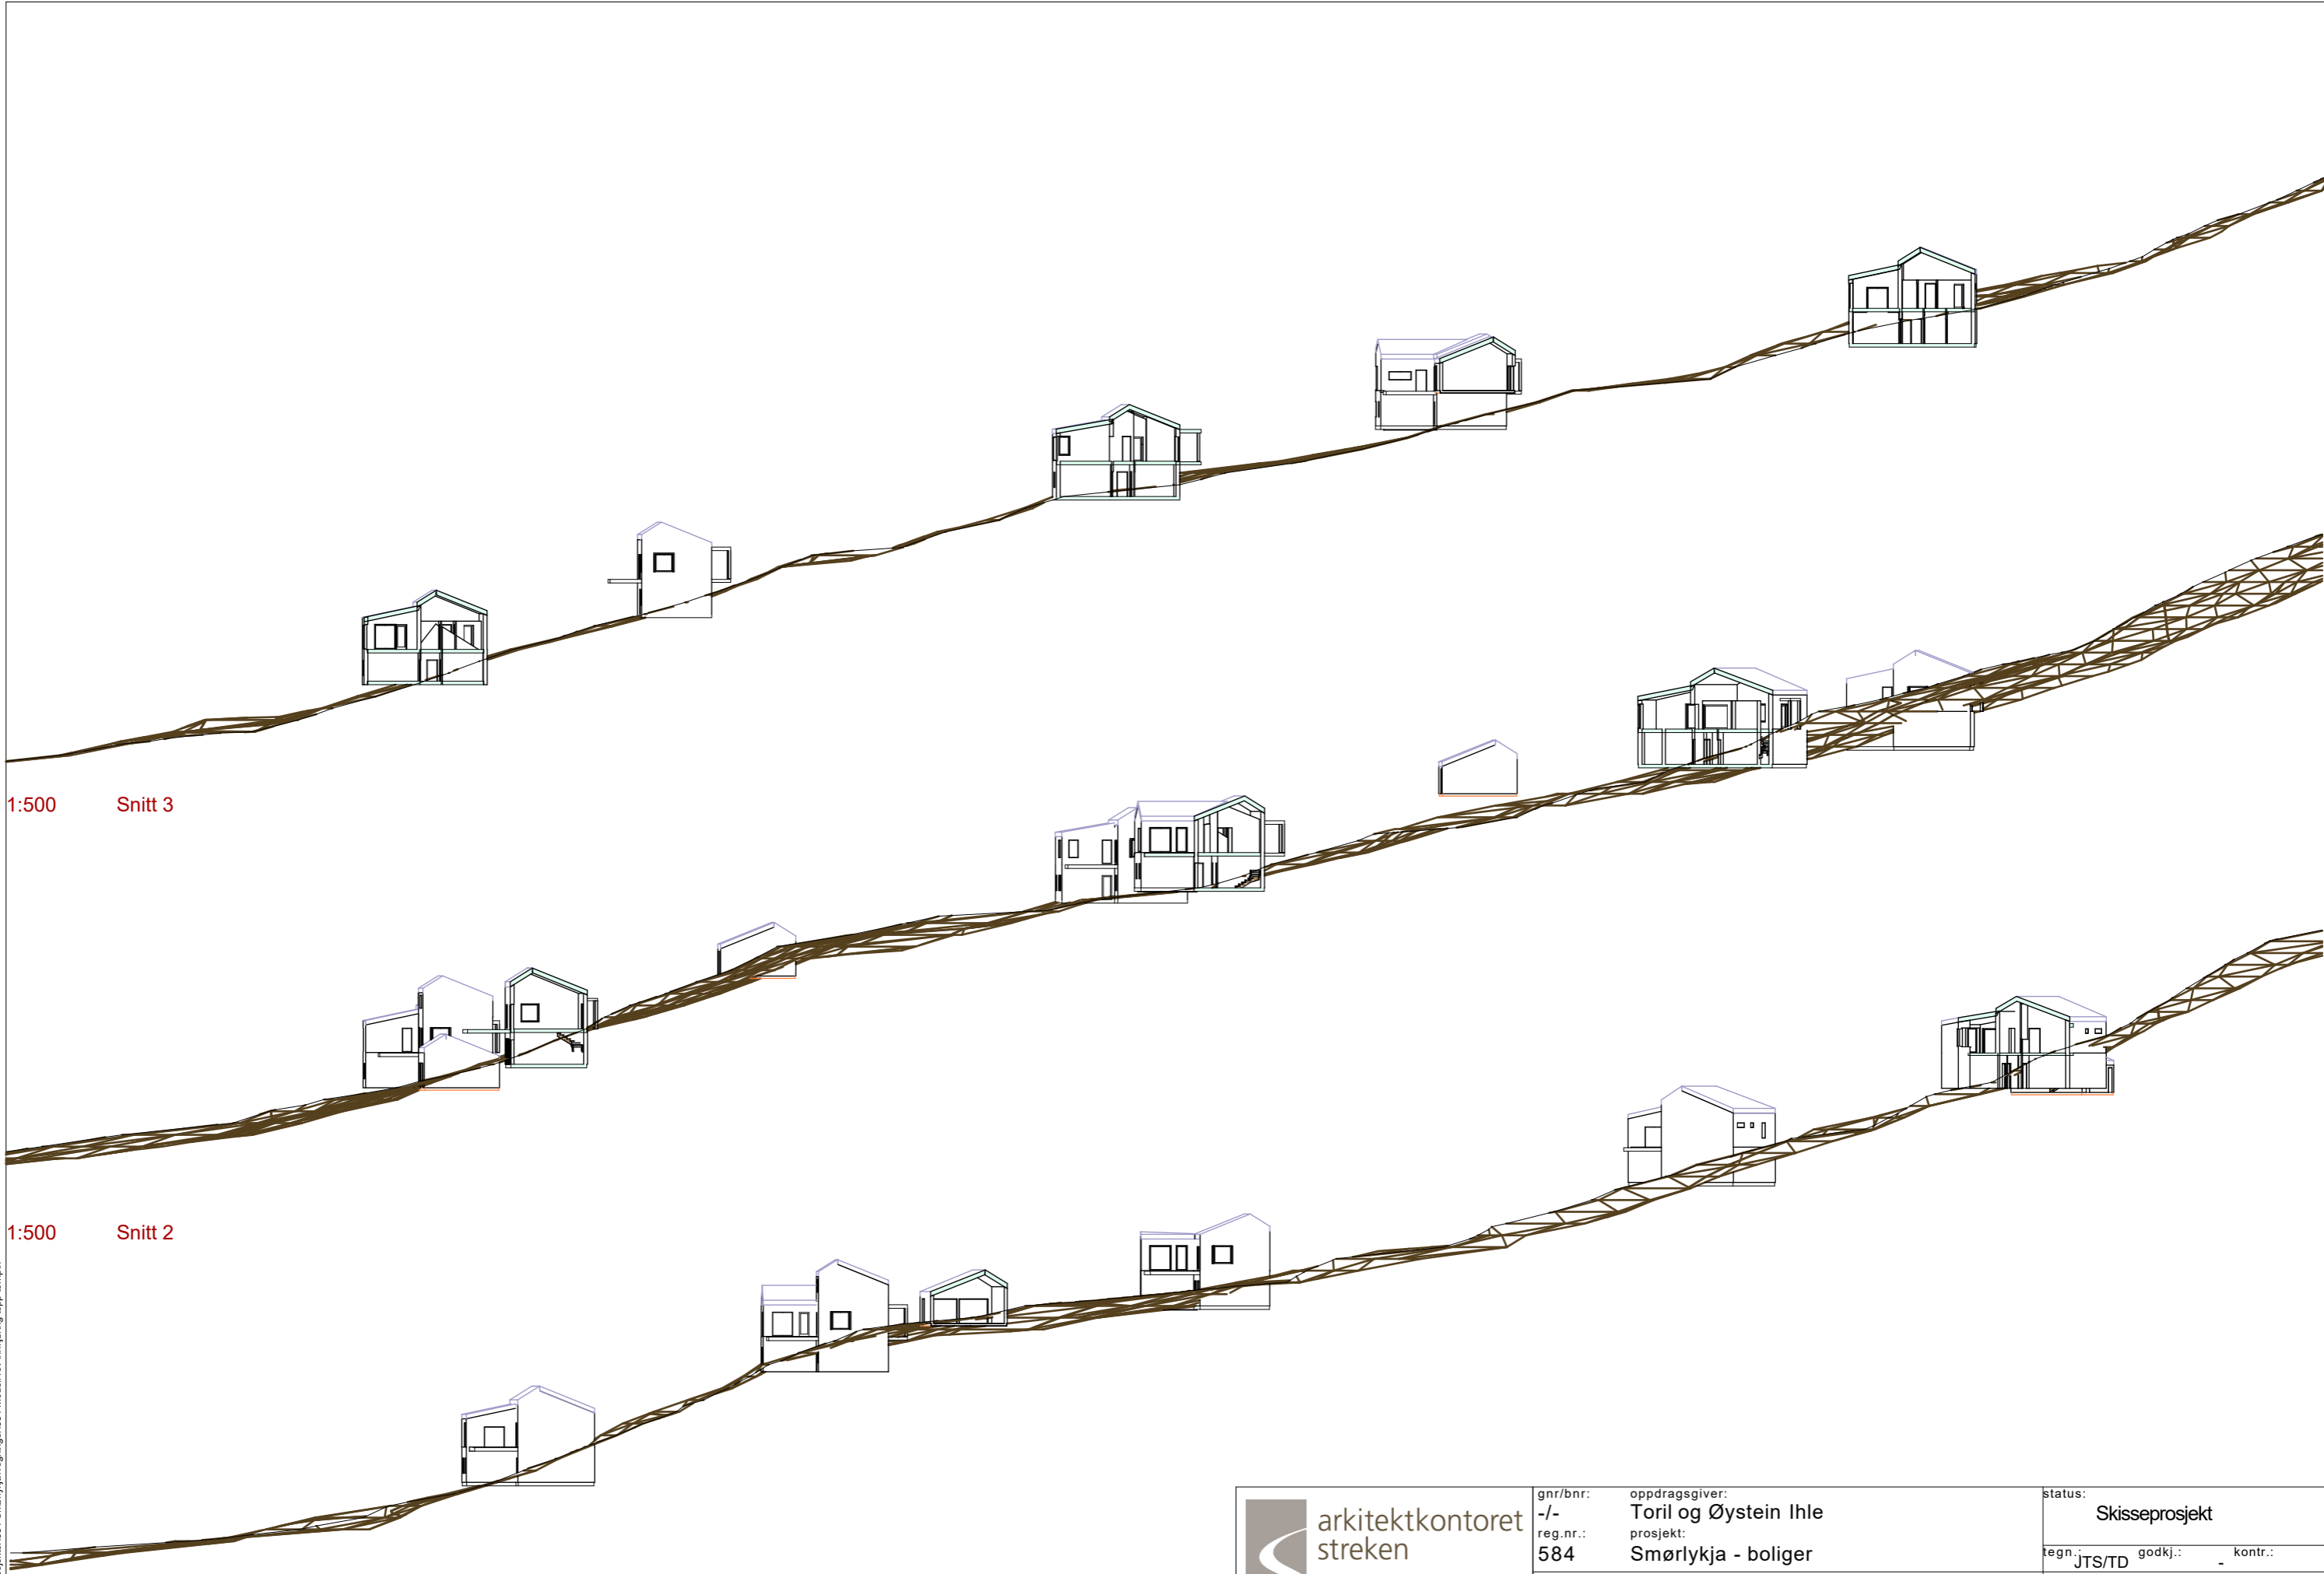 1:500 Snitt 3
1:500 Snitt 2
arkitektkontoret
streken
gnr/bnr: oppdragsgiver: status:
-/- Toril og Øystein Ihle Skisseprosjekt
reg.nr.: prosjekt:
584 Smørlykja - boliger
tegn.: JTS/TD godkj.: - kontr.: